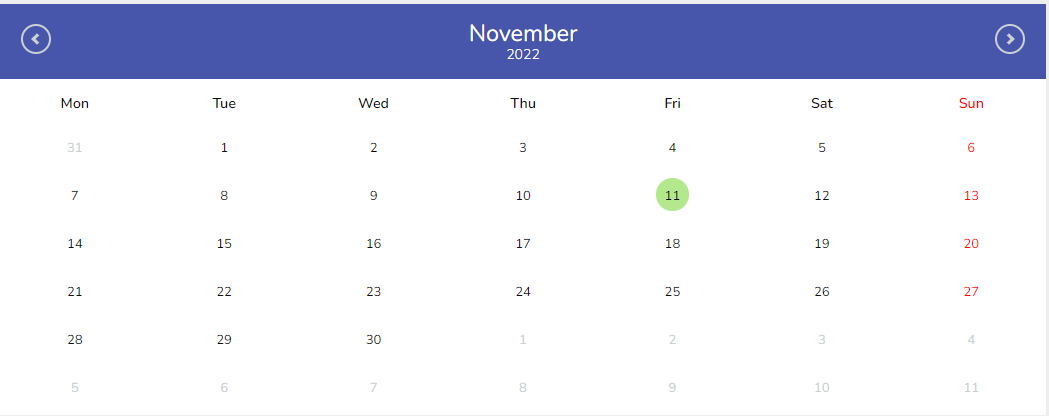 November
2022
Mon Tue Wed Thu Fri Sat Sun
31 1 2 3 4 5 6
7 8 9 10 11 12 13
14 15 16 17 18 19 20
21 22 23 24 25 26 27
28 29 30 1 2 3 4
5 6 7 8 9 10 11